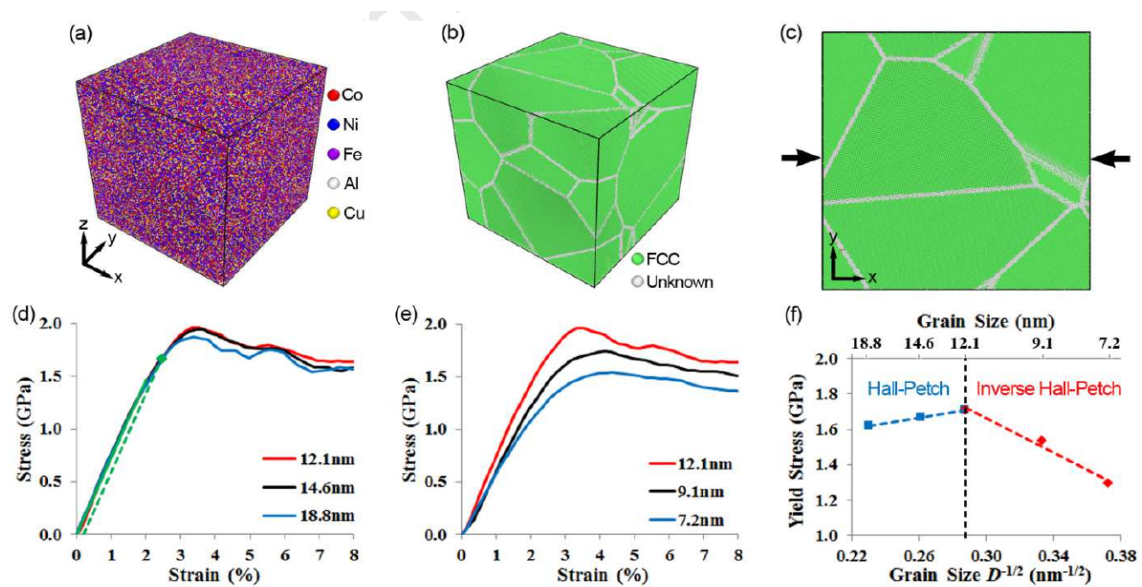 (a)
Co
Ni
Fe
Al
Cu
z
y
x
(b)
FCC
Unknown
(c)
y
x
(d)
2.0
1.5
1.0
0.5
0.0
0 1 2 3 4 5 6 7 8
Stress (GPa)
Strain (%)
12.1nm
14.6nm
18.8nm
(e)
2.0
1.5
1.0
0.5
0.0
0 1 2 3 4 5 6 7 8
Stress (GPa)
Strain (%)
12.1nm
9.1nm
7.2nm
(f)
Grain Size (nm)
18.8 14.6 12.1 9.1 7.2
Hall-Petch
Inverse Hall-Petch
2.0
1.8
1.6
1.4
1.2
1.0
Yield Stress (GPa)
0.22 0.26 0.30 0.34 0.38
Grain Size D⁻¹/² (nm⁻¹/²)